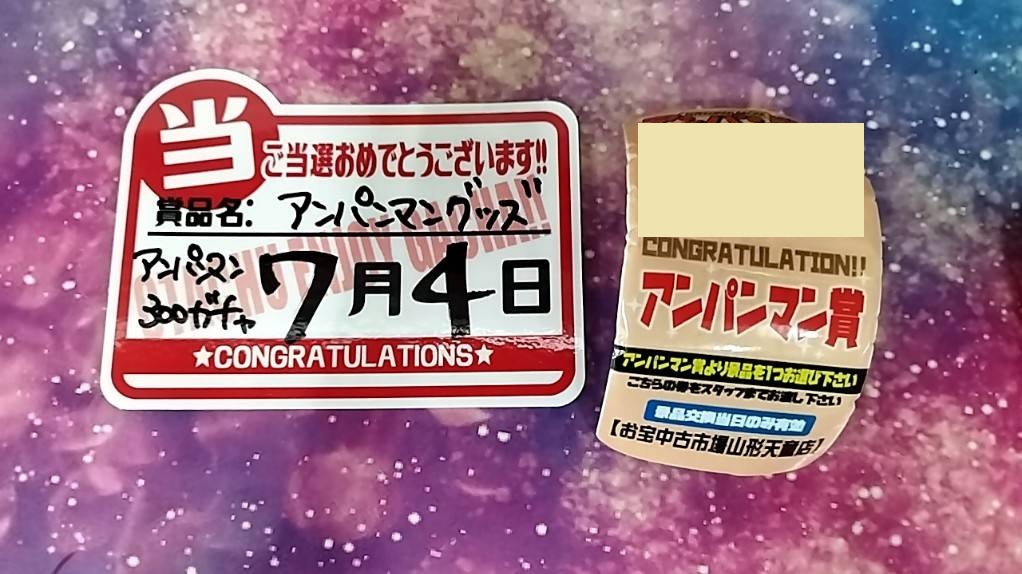 当
ご当選おめでとうございます!!
賞品名: アンパンマングッズ
アンパンマン
300ガチャ
7月4日
★CONGRATULATIONS★
CONGRATULATION!!
アンパンマン賞
アンパンマン賞より景品を1つお選び下さい
こちらの券をスタッフまでお渡し下さい
景品交換当日のみ有効
【お宝中古市場山形天童店】